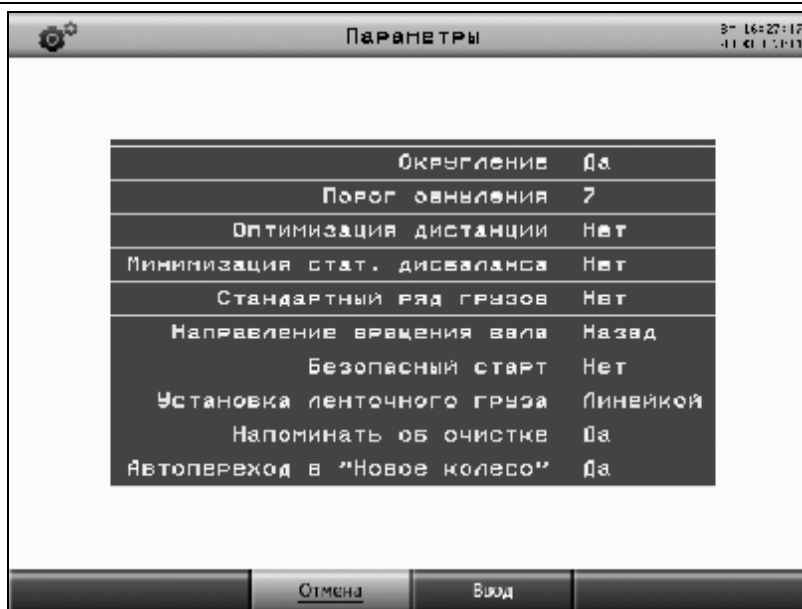 Параметры
Округление Да
Порог обнуления 7
Оптимизация дистанции Нет
Минимизация стат. дисбаланса Нет
Стандартный ряд грузов Нет
Направление вращения вала Назад
Безопасный старт Нет
Установка ленточного груза Линейкой
Напоминать об очистке Да
Автопереход в "Новое колесо" Да
Отмена Ввод